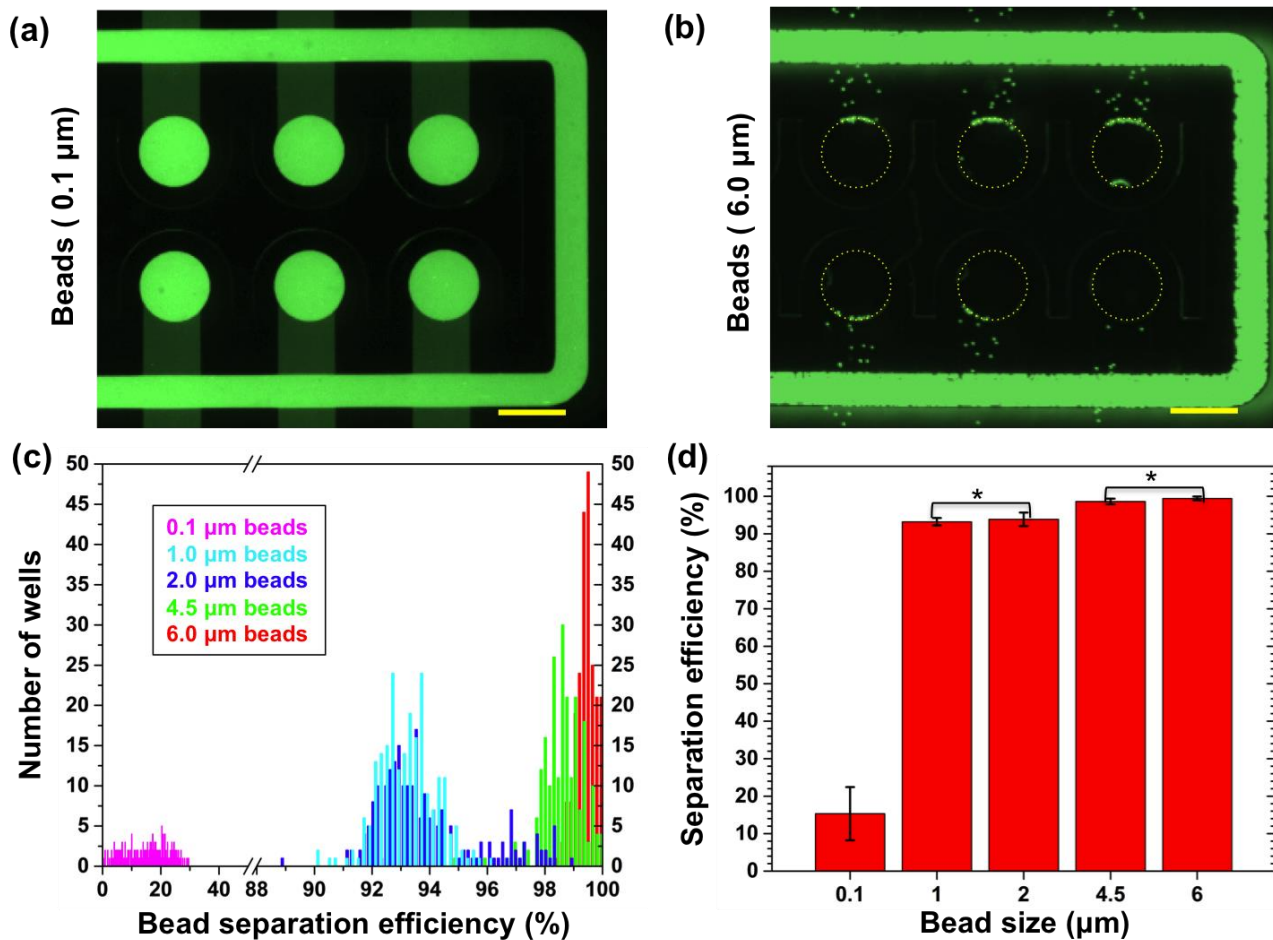 (a)
Beads ( 0.1 µm)
(b)
Beads ( 6.0 µm)
(c)
Number of wells
50
45
40
35
30
25
20
15
10
5
0
0.1 µm beads
1.0 µm beads
2.0 µm beads
4.5 µm beads
6.0 µm beads
50
45
40
35
30
25
20
15
10
5
0
0 20 40 88 90 92 94 96 98 100
Bead separation efficiency (%)
(d)
Separation efficiency (%)
100
90
80
70
60
50
40
30
20
10
0
* *
0.1 1 2 4.5 6
Bead size (µm)